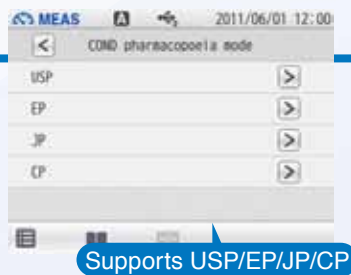 MEAS A 2011/06/01 12:00
< COND pharmacopoeia mode
USP >
EP >
JP >
CP >
Supports USP/EP/JP/CP